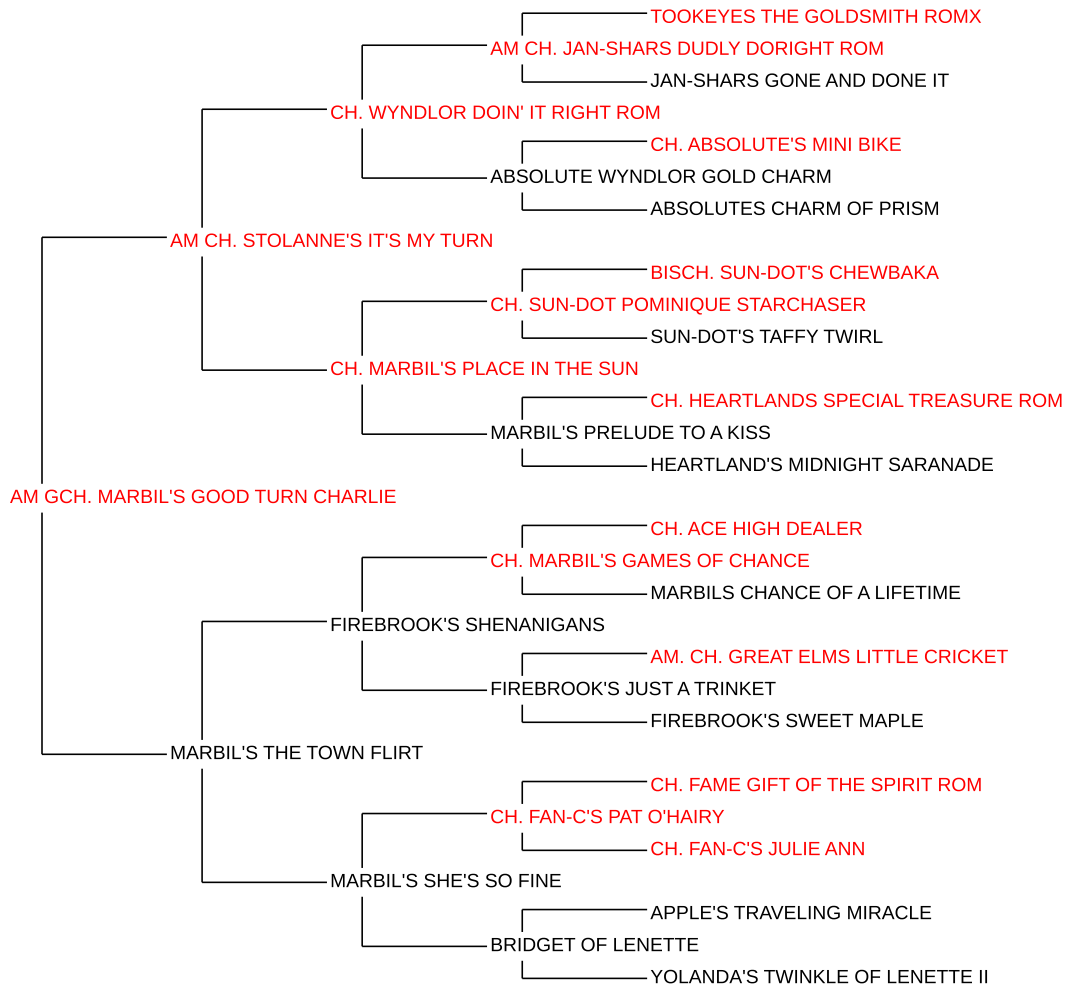 TOOKEYES THE GOLDSMITH ROMX
AM CH. JAN-SHARS DUDLY DORIGHT ROM
JAN-SHARS GONE AND DONE IT
CH. WYNDLOR DOIN' IT RIGHT ROM
CH. ABSOLUTE'S MINI BIKE
ABSOLUTE WYNDLOR GOLD CHARM
ABSOLUTES CHARM OF PRISM
AM CH. STOLANNE'S IT'S MY TURN
BISCH. SUN-DOT'S CHEWBAKA
CH. SUN-DOT POMINIQUE STARCHASER
SUN-DOT'S TAFFY TWIRL
CH. MARBIL'S PLACE IN THE SUN
CH. HEARTLANDS SPECIAL TREASURE ROM
MARBIL'S PRELUDE TO A KISS
HEARTLAND'S MIDNIGHT SARANADE
AM GCH. MARBIL'S GOOD TURN CHARLIE
CH. ACE HIGH DEALER
CH. MARBIL'S GAMES OF CHANCE
MARBILS CHANCE OF A LIFETIME
FIREBROOK'S SHENANIGANS
AM. CH. GREAT ELMS LITTLE CRICKET
FIREBROOK'S JUST A TRINKET
FIREBROOK'S SWEET MAPLE
MARBIL'S THE TOWN FLIRT
CH. FAME GIFT OF THE SPIRIT ROM
CH. FAN-C'S PAT O'HAIRY
CH. FAN-C'S JULIE ANN
MARBIL'S SHE'S SO FINE
APPLE'S TRAVELING MIRACLE
BRIDGET OF LENETTE
YOLANDA'S TWINKLE OF LENETTE II